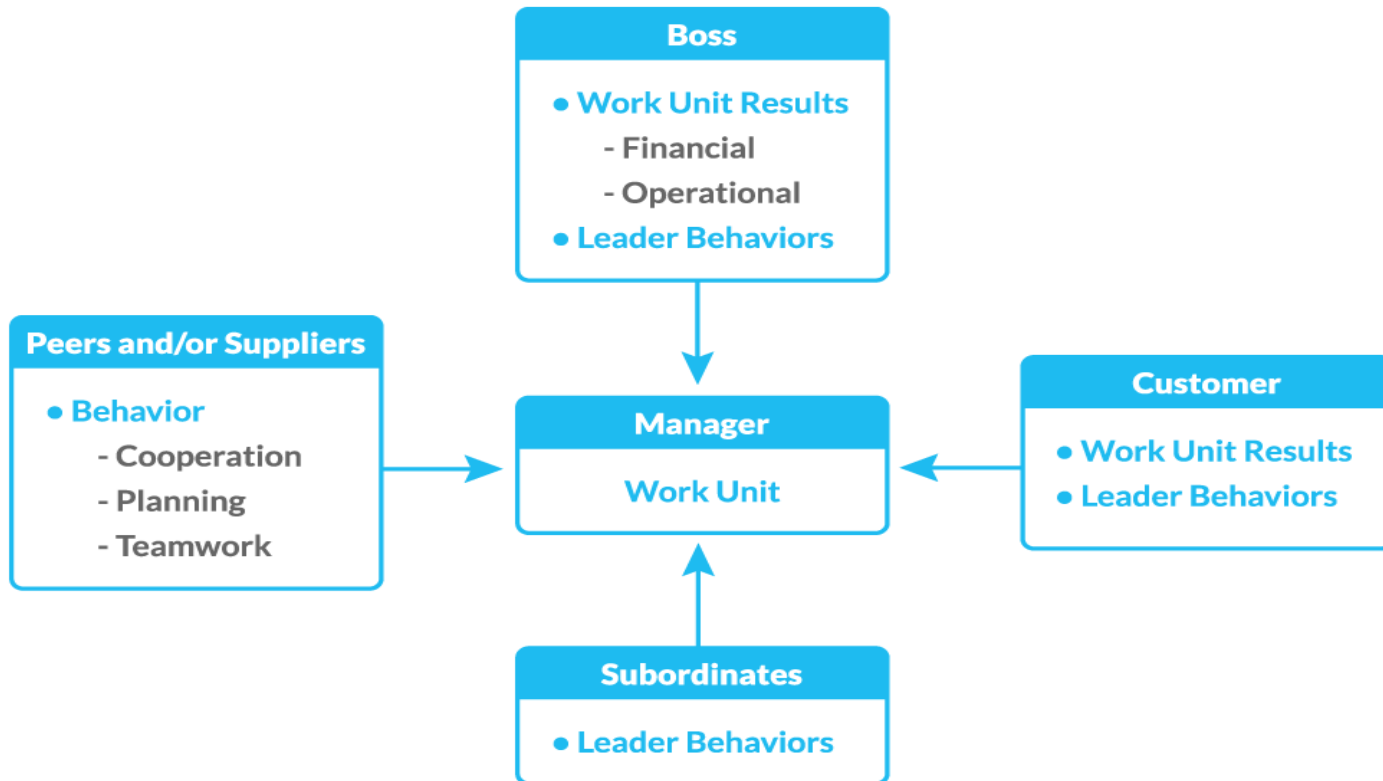 Boss
• Work Unit Results
- Financial
- Operational
• Leader Behaviors
Peers and/or Suppliers
• Behavior
- Cooperation
- Planning
- Teamwork
Manager
Work Unit
Customer
• Work Unit Results
• Leader Behaviors
Subordinates
• Leader Behaviors